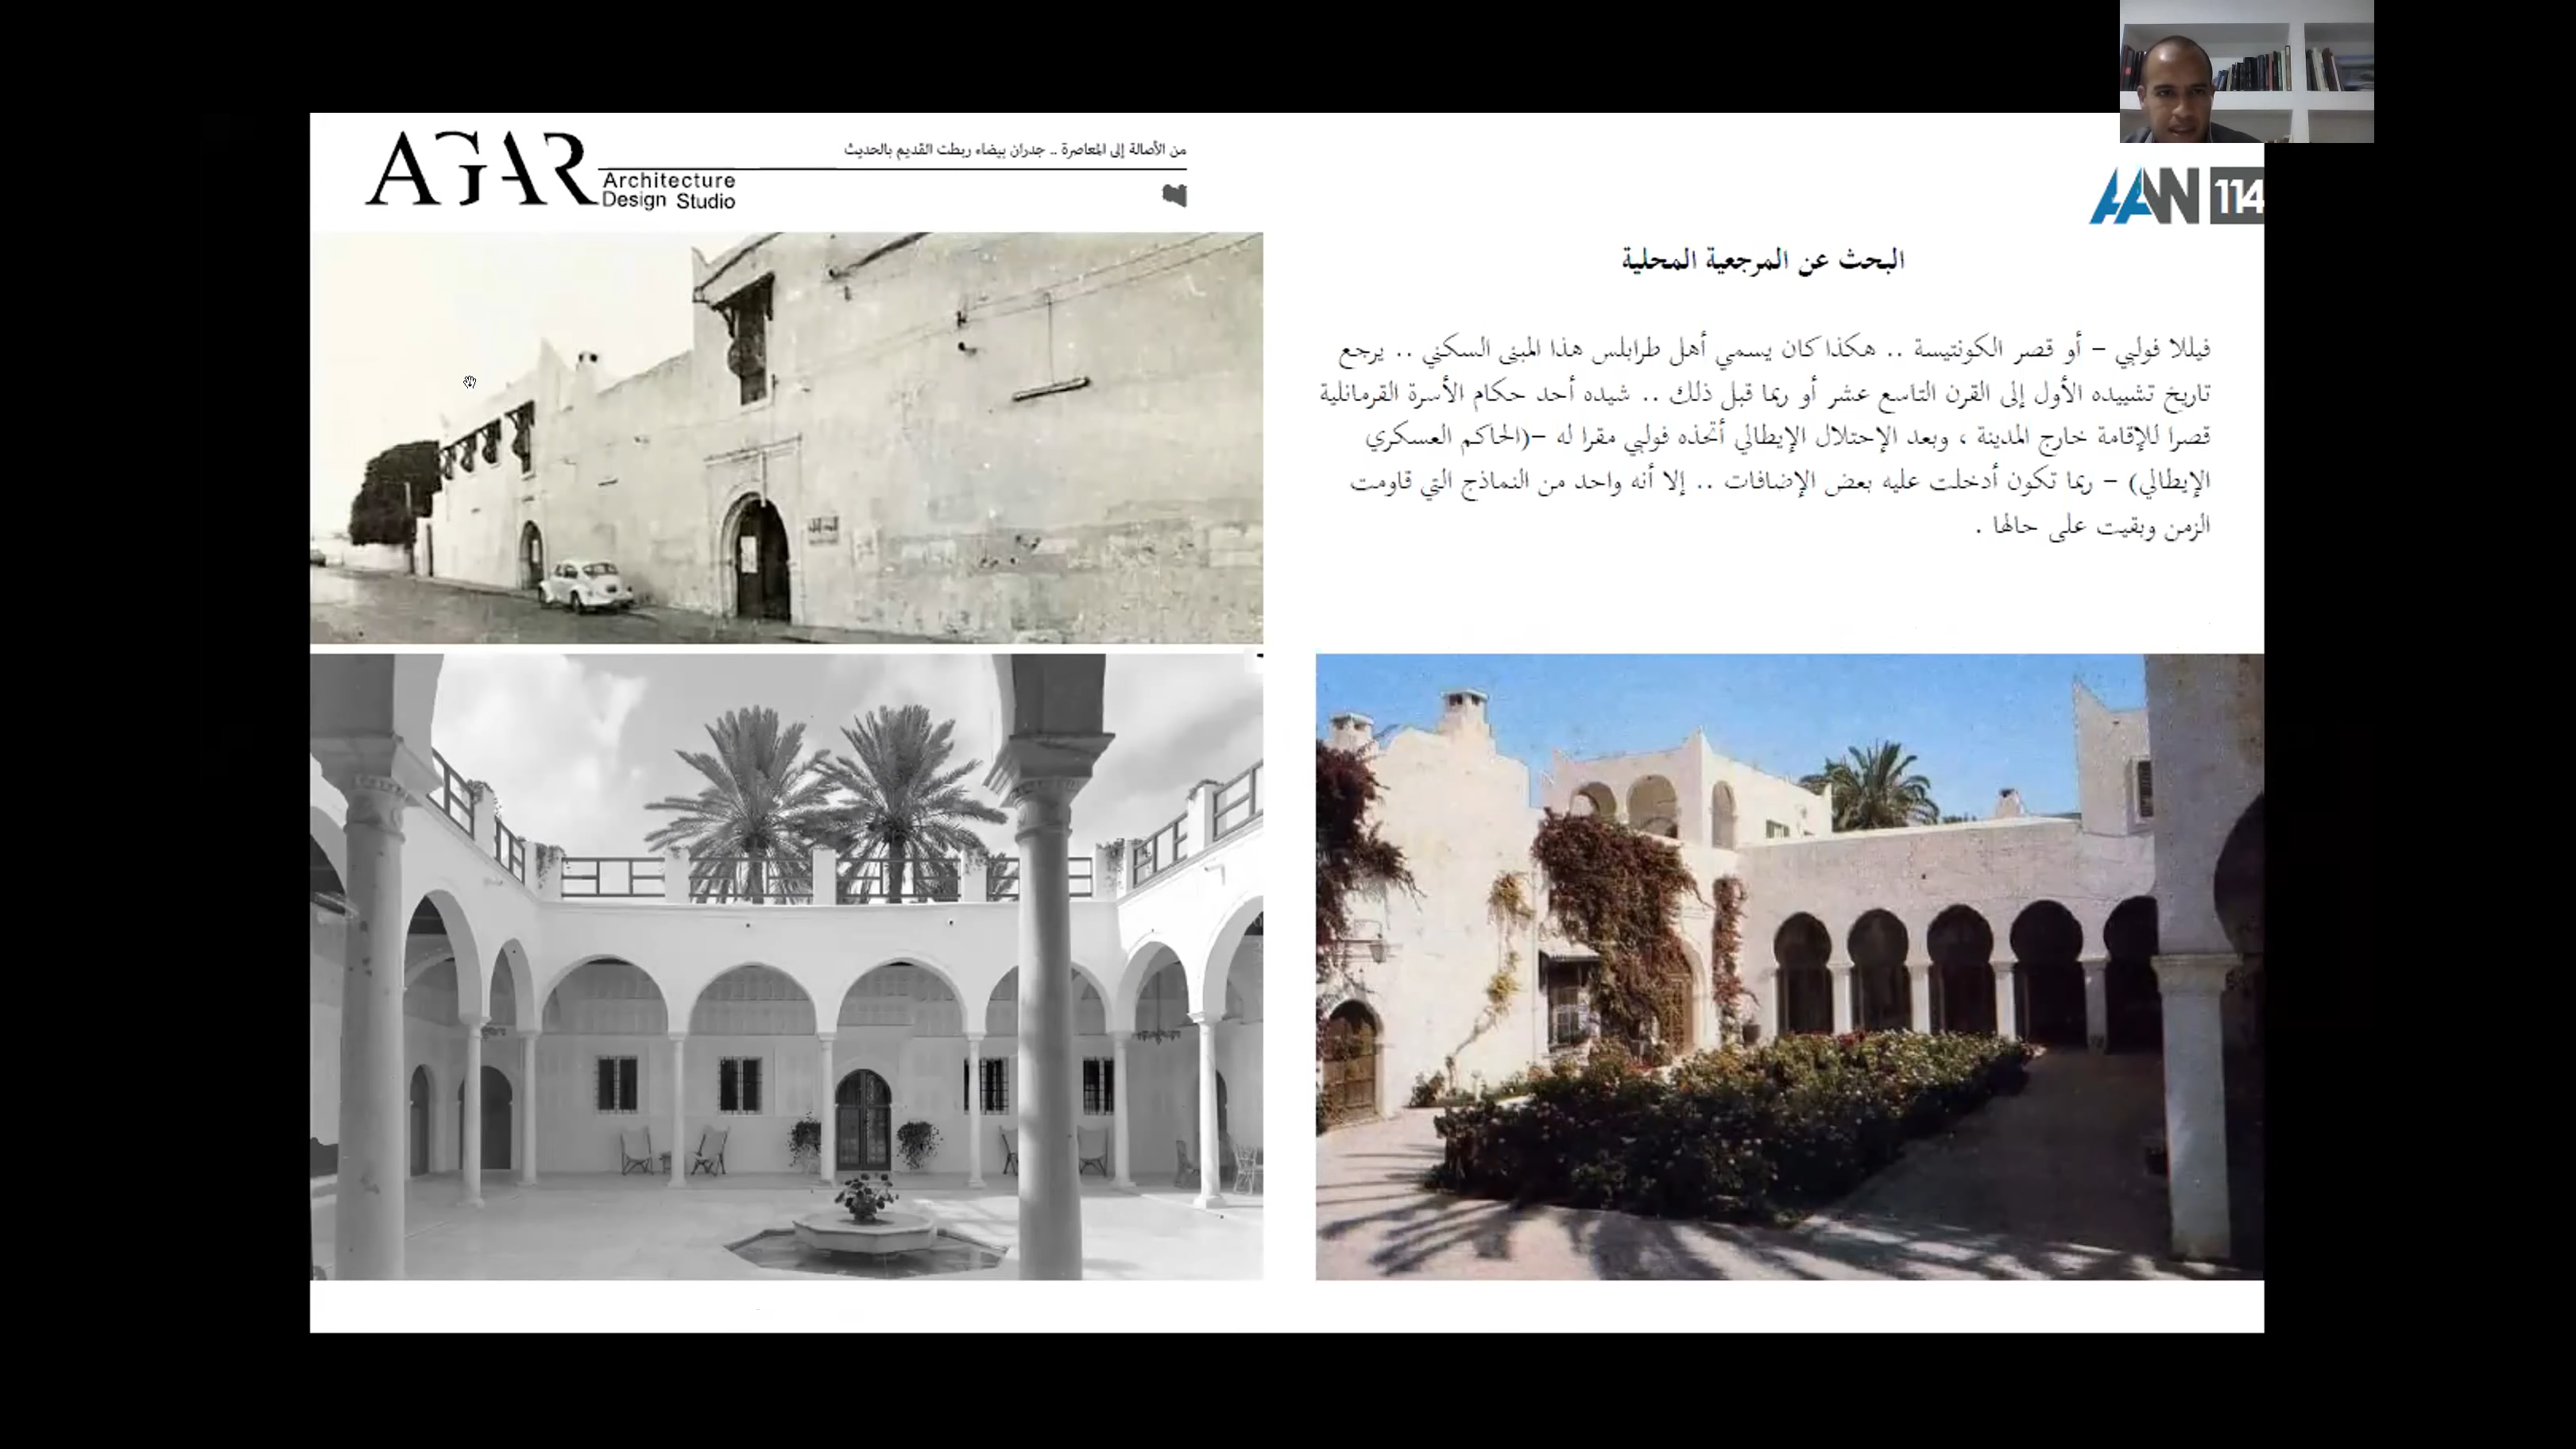 AGAR
Architecture
Design Studio
من الأصالة إلى المعاصرة .. جدران بيضاء ربطت القديم بالحديث
AAN 114
البحث عن المرجعية المحلية
فيللا فولبي – أو قصر الكونتيسة .. هكذا كان يسمي أهل طرابلس هذا المبنى السكني .. يرجع
تاريخ تشييده الأول إلى القرن التاسع عشر أو ربما قبل ذلك .. شيده أحد حكام الأسرة القرمانلية
قصرا للإقامة خارج المدينة ، وبعد الإحتلال الإيطالي أتخذه فولبي مقرا له –(الحاكم العسكري
الإيطالي) – ربما تكون أدخلت عليه بعض الإضافات .. إلا أنه واحد من النماذج التي قاومت
الزمن وبقيت على حالها .